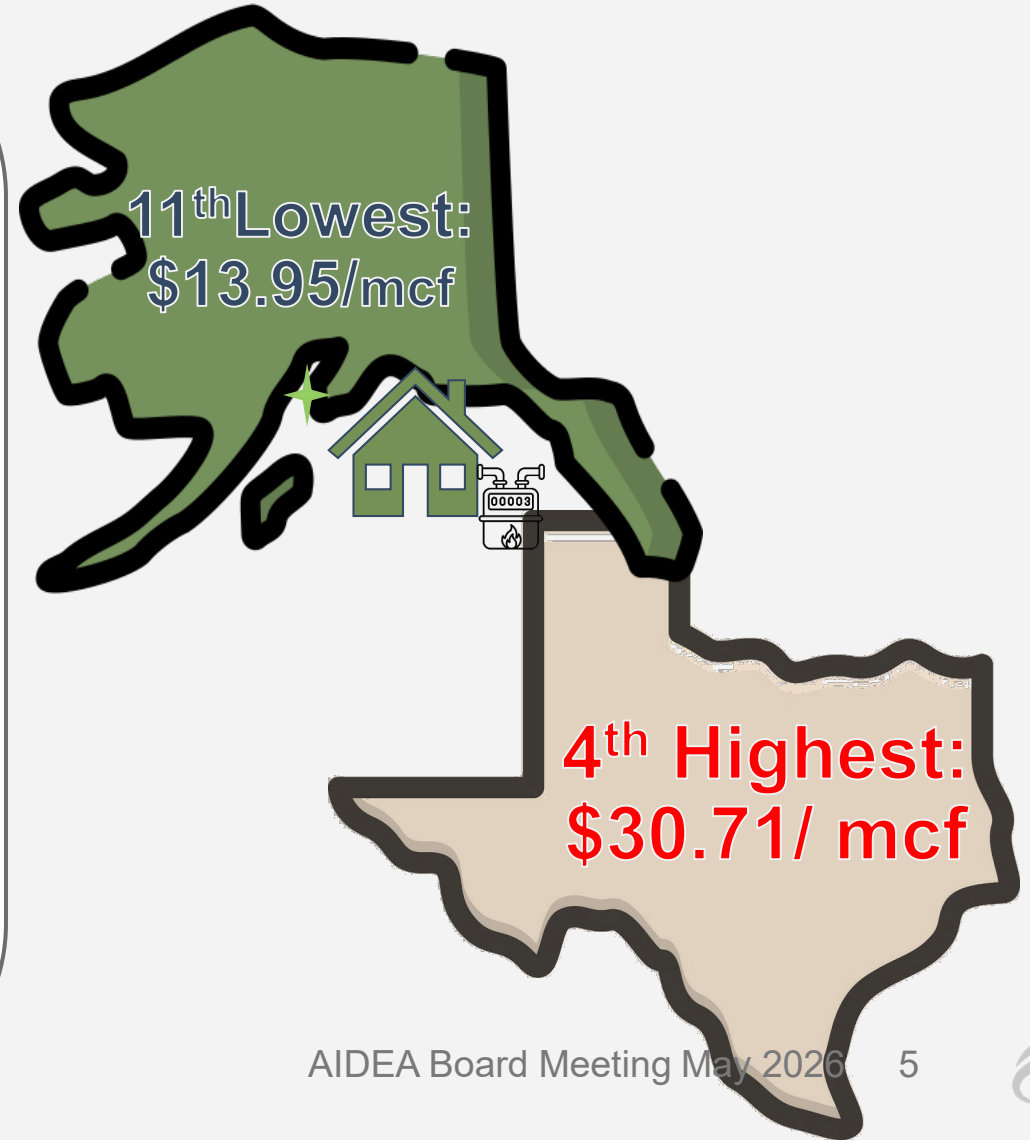 11thLowest:
$13.95/mcf
00003
4th Highest:
$30.71/ mcf
AIDEA Board Meeting May 2026 5